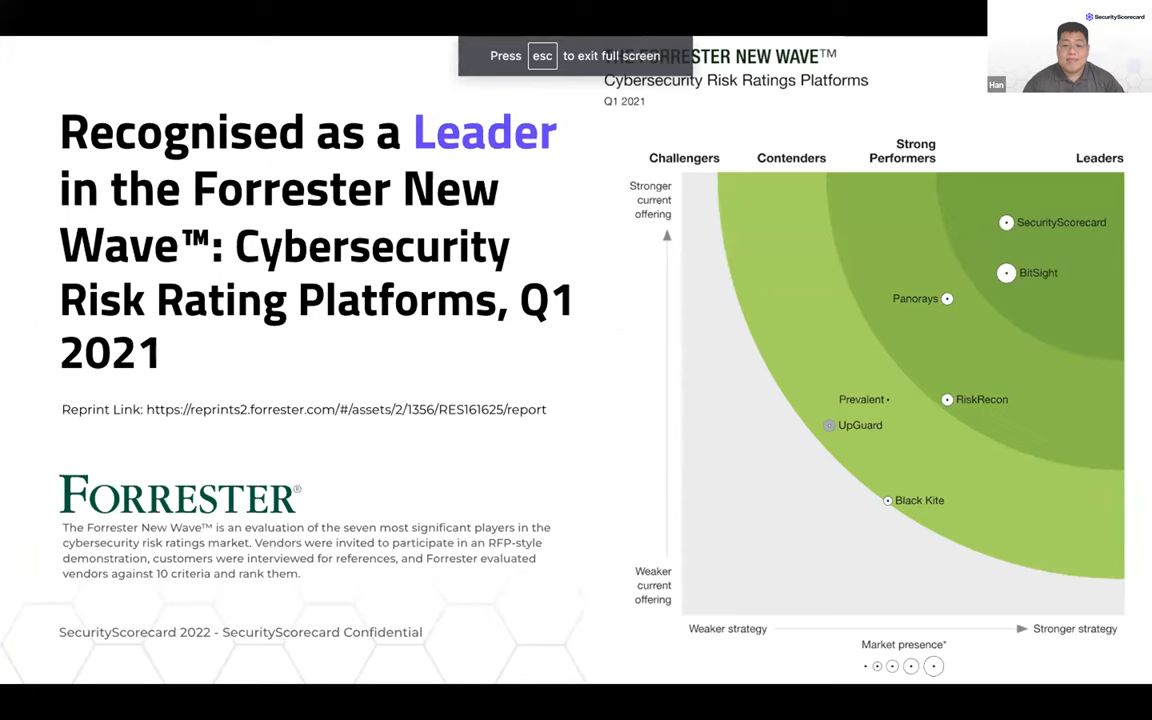 Press esc to exit full screen
SecurityScorecard
Han
Recognised as a Leader
in the Forrester New
Wave™: Cybersecurity
Risk Rating Platforms, Q1
2021
Reprint Link: https://reprints2.forrester.com/#/assets/2/1356/RES161625/report
FORRESTER®
The Forrester New Wave™ is an evaluation of the seven most significant players in the
cybersecurity risk ratings market. Vendors were invited to participate in an RFP-style
demonstration, customers were interviewed for references, and Forrester evaluated
vendors against 10 criteria and rank them.
SecurityScorecard 2022 - SecurityScorecard Confidential
THE FORRESTER NEW WAVE™
Cybersecurity Risk Ratings Platforms
Q1 2021
Challengers
Contenders
Strong
Performers
Leaders
Stronger
current
offering
SecurityScorecard
BitSight
Panorays
Prevalent
RiskRecon
UpGuard
Black Kite
Weaker
current
offering
Weaker strategy
Stronger strategy
Market presence*